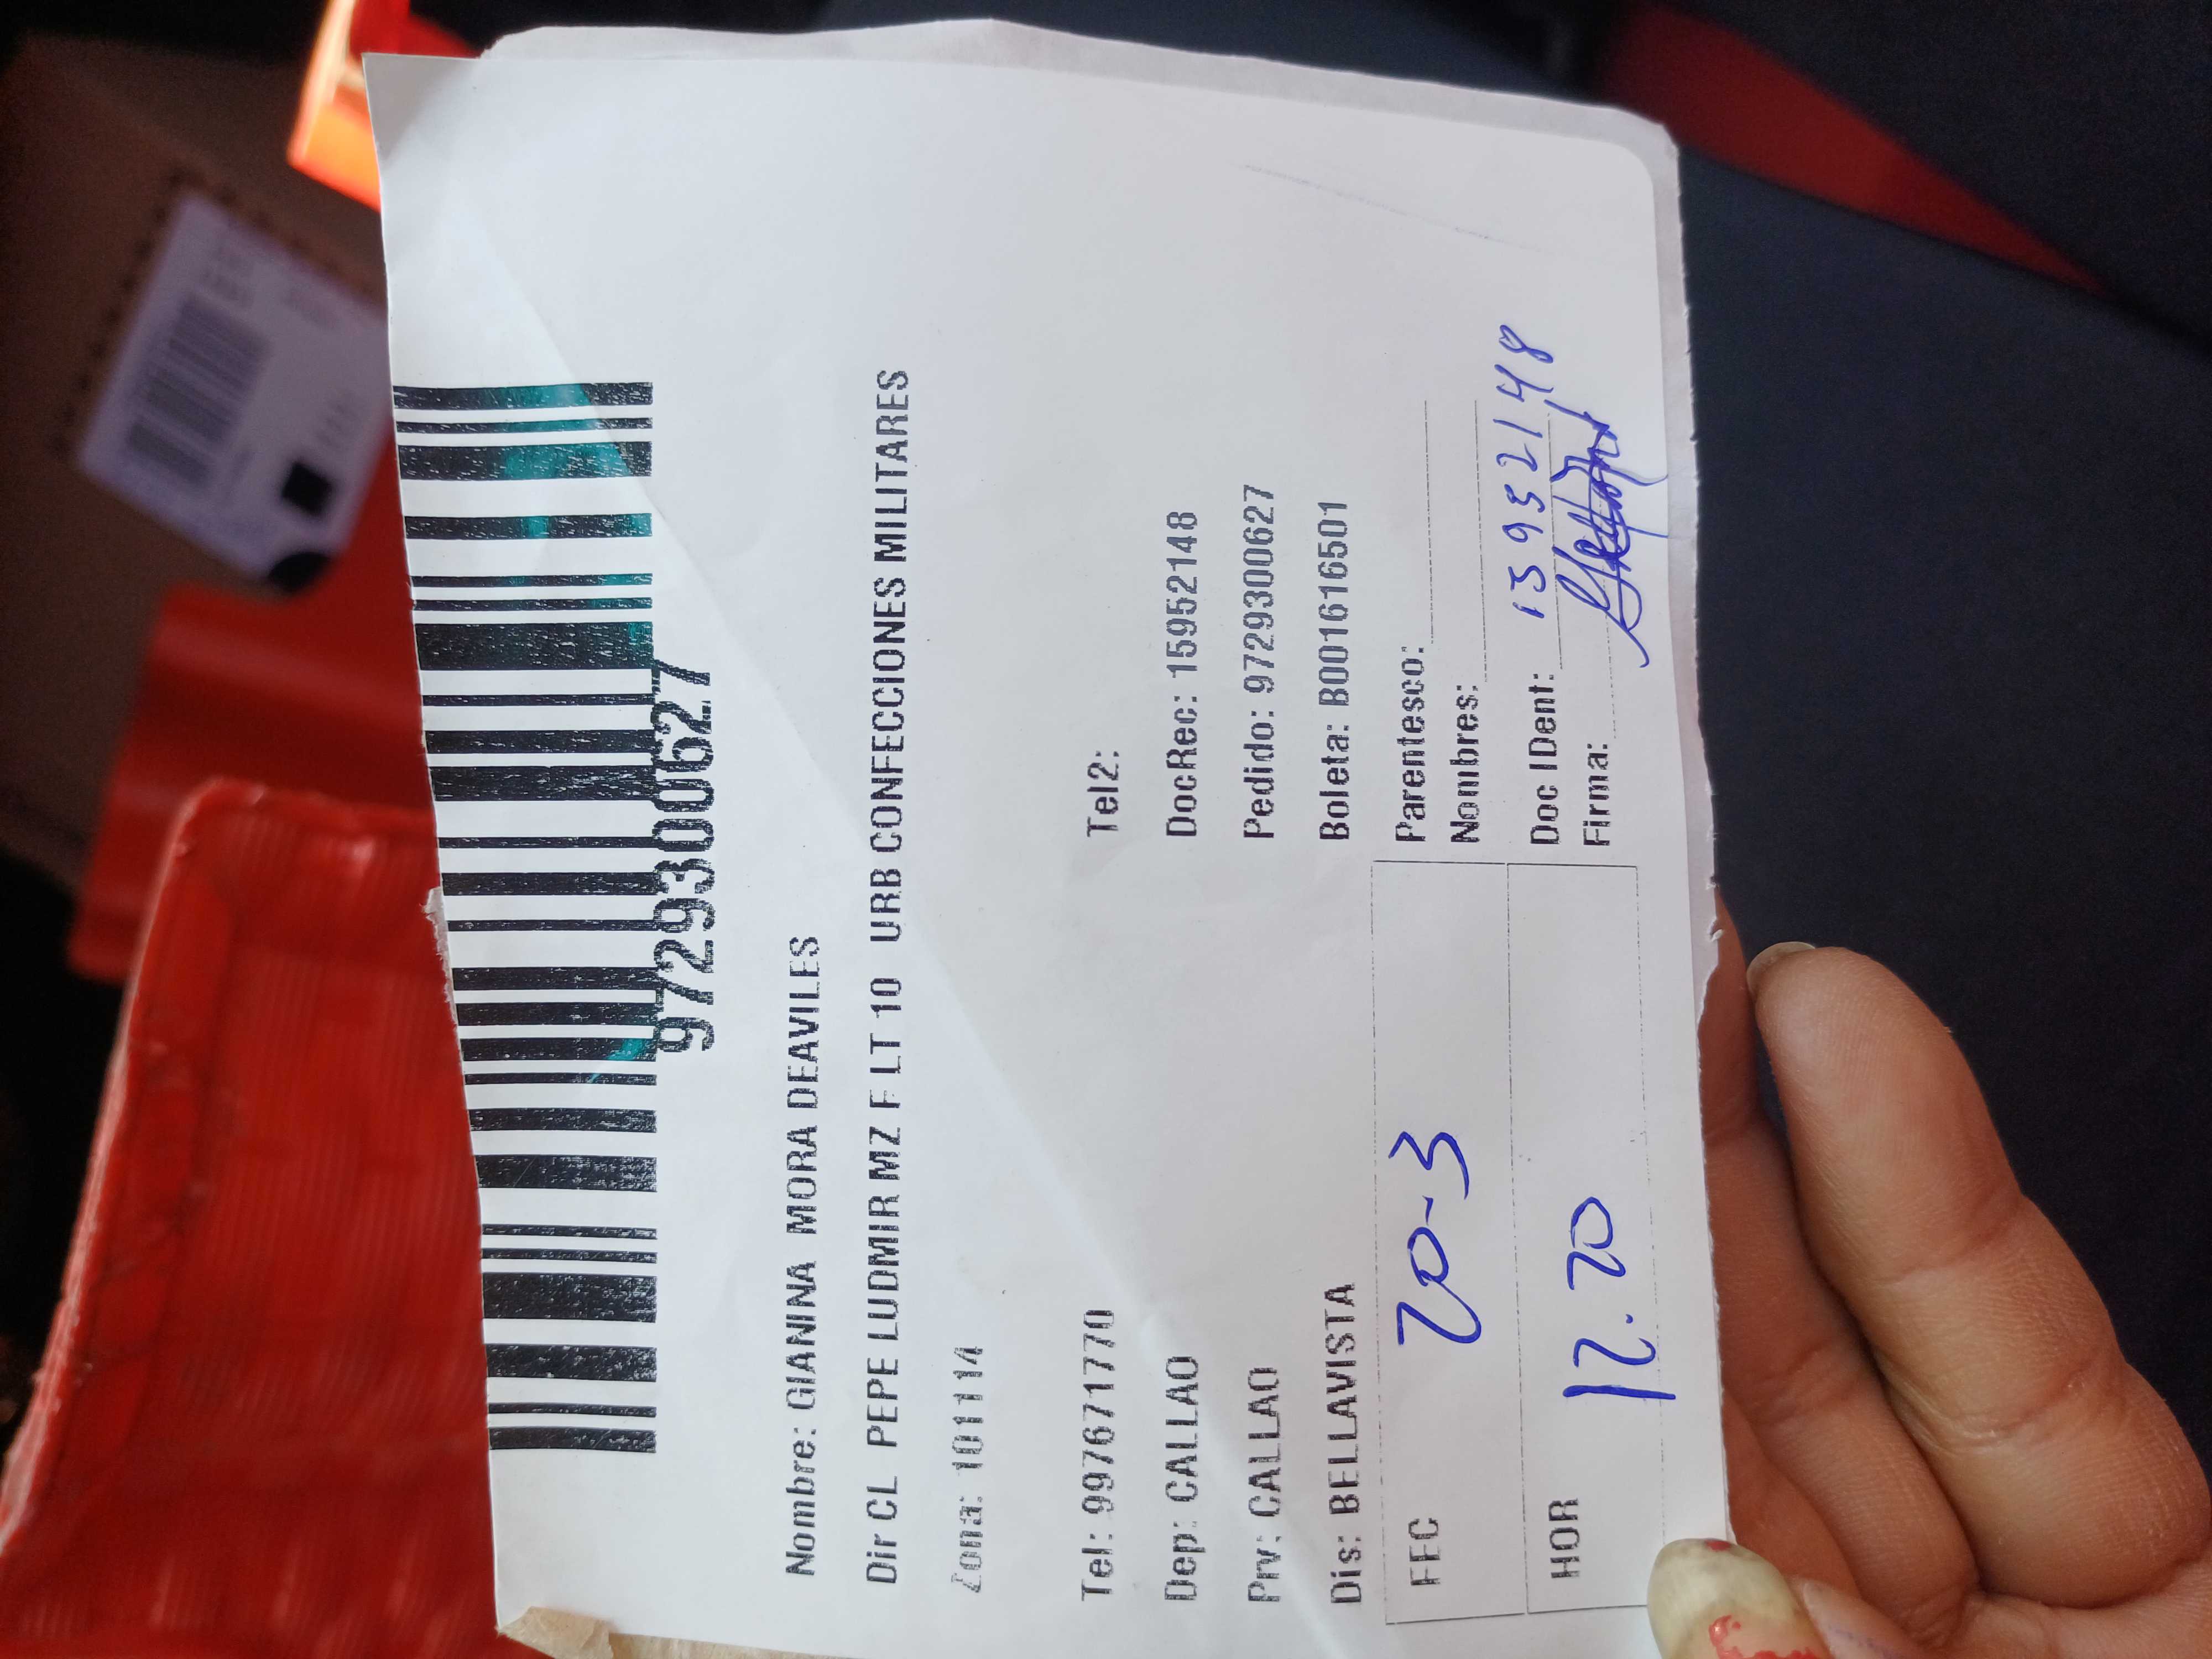 9729300627
Nombre: GIANINA MORA DEAVILES
Dir CL PEPE LUDMIR MZ F LT 10 URB CONFECCIONES MILITARES
Zona: 101114
Tel: 997671770 Tel2:
Dep: CALLAO DocRec: 15952148
Prv: CALLAO Pedido: 9729300627
Dis: BELLAVISTA Boleta: B001616501
FEC 20-3 Parentesco:
Nombres:
HOR 12.20 Doc IDent: 15952148
Firma: